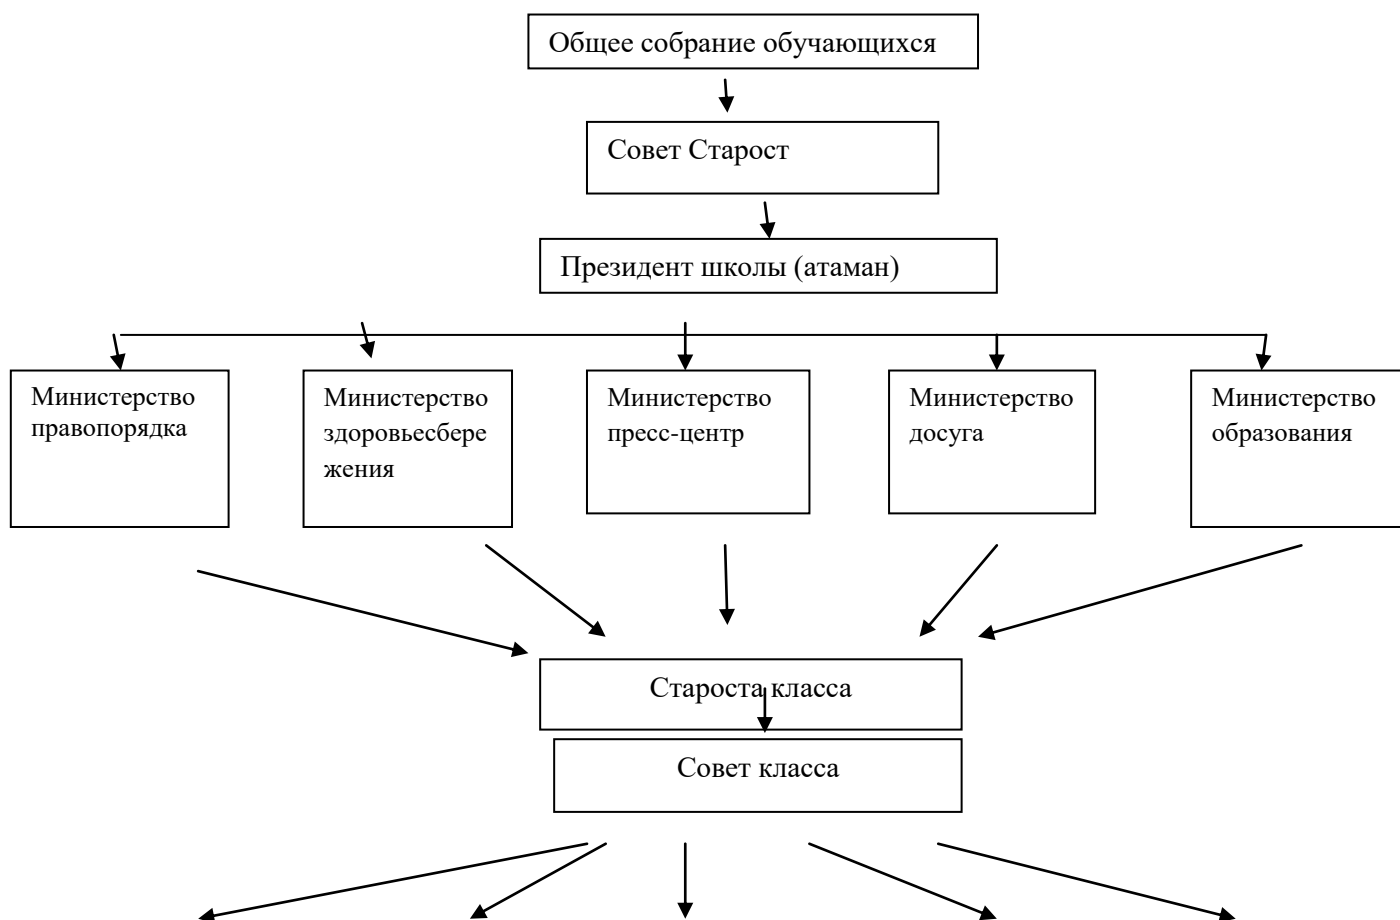 Общее собрание обучающихся
Совет Старост
Президент школы (атаман)
Министерство
правопорядка
Министерство
здоровьесбере
жения
Министерство
пресс-центр
Министерство
досуга
Министерство
образования
Староста класса
Совет класса